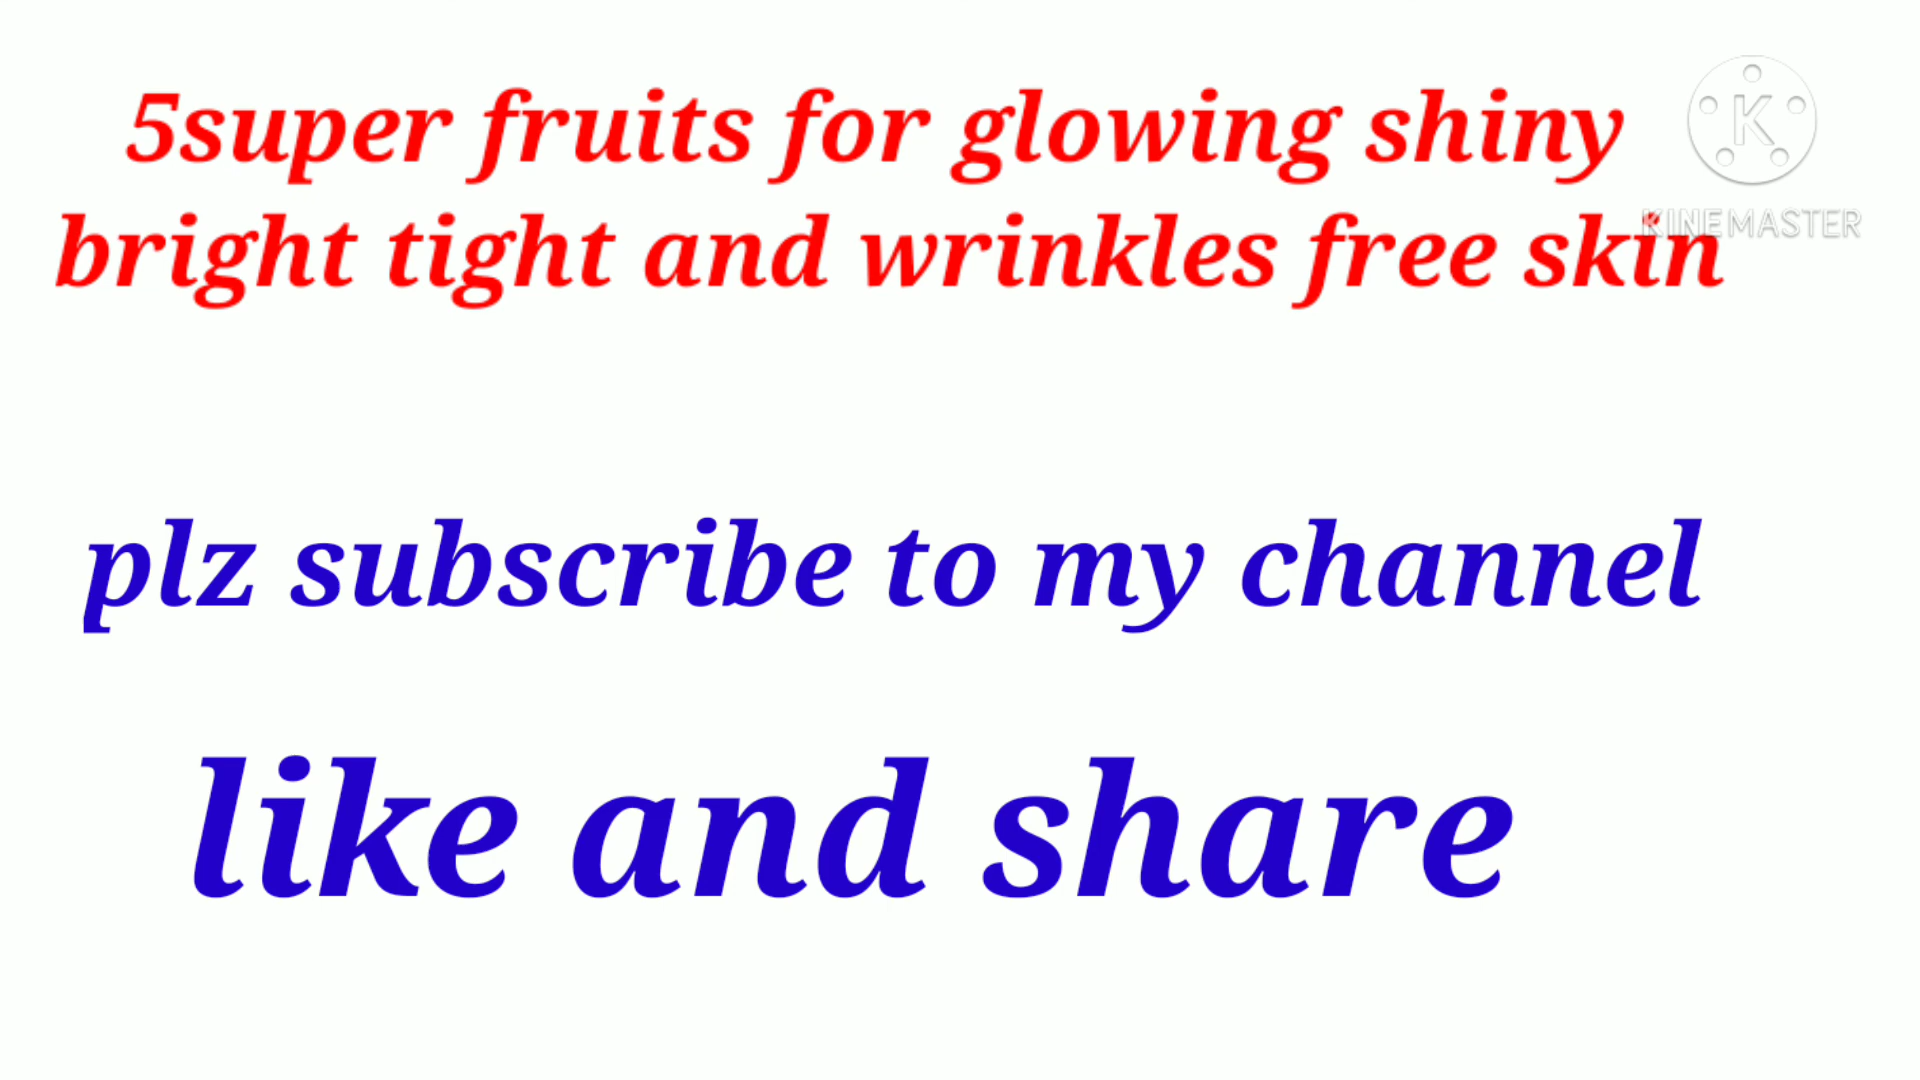 5super fruits for glowing shiny
bright tight and wrinkles free skin
K
KINEMASTER
plz subscribe to my channel
like and share